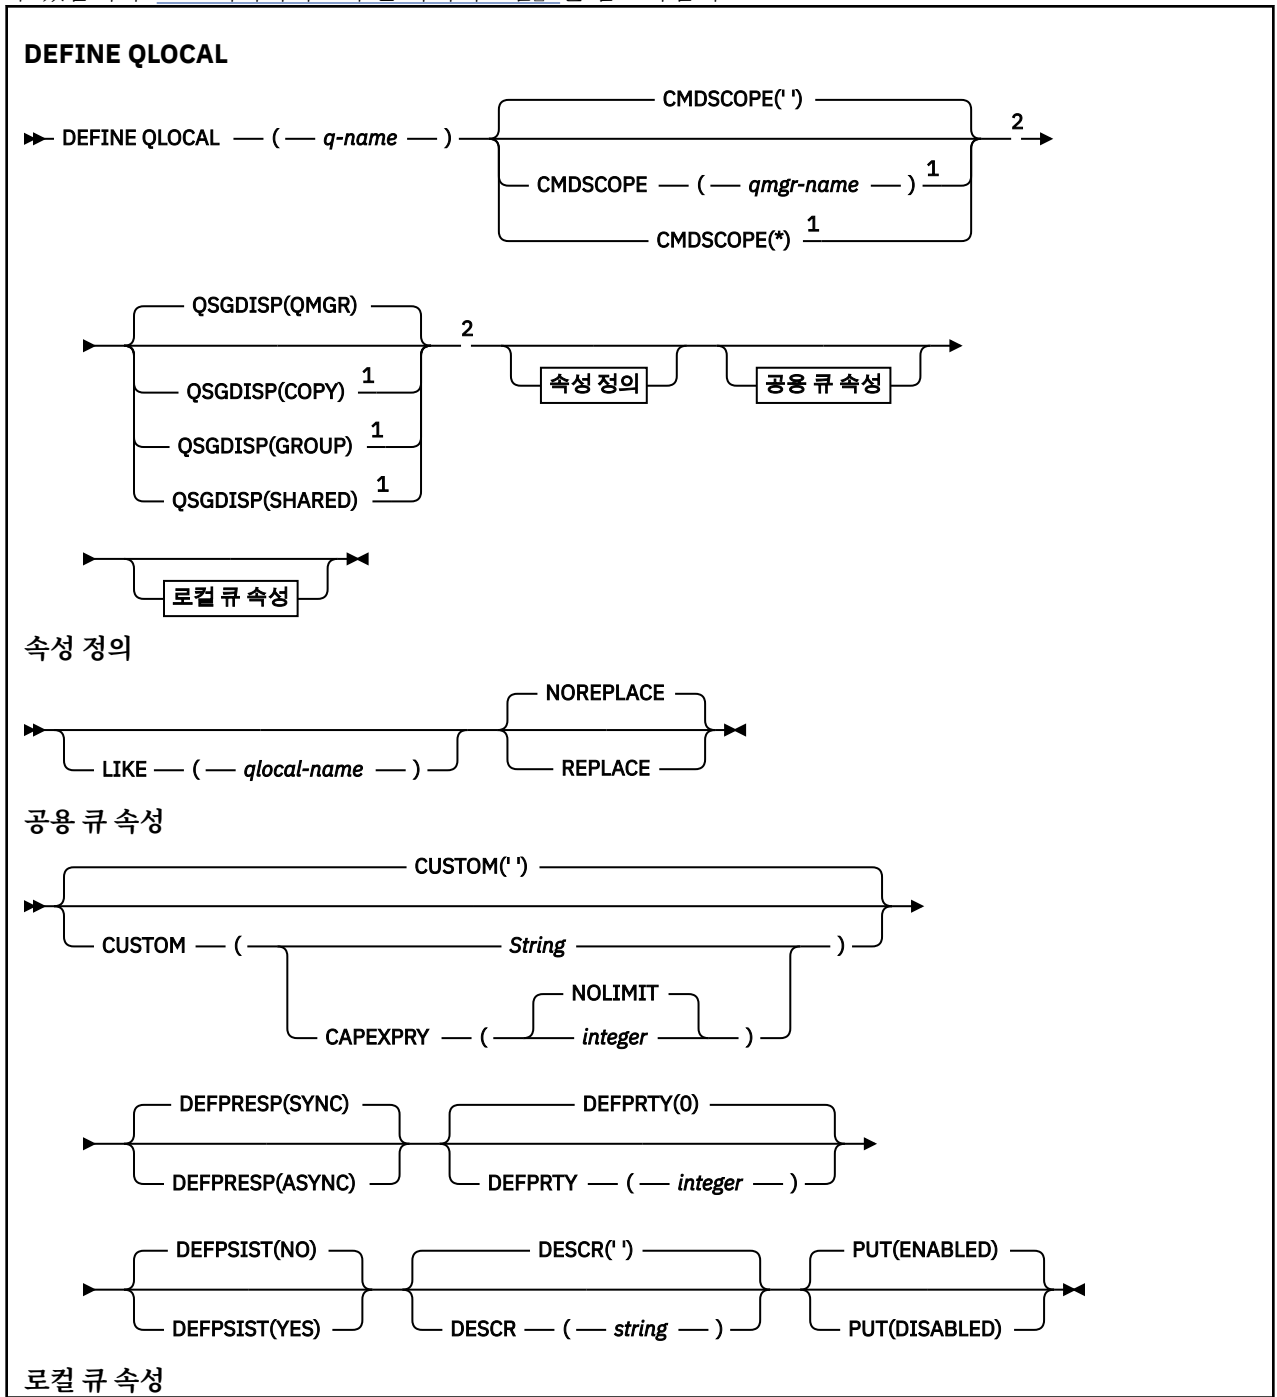 DEFINE QLOCAL
CMDSCOPE(' ')
DEFINE QLOCAL ( q-name ) 2
CMDSCOPE ( qmgr-name ) 1
CMDSCOPE(*) 1
QSGDISP(QMGR)
2
QSGDISP(COPY) 1 속성 정의 공용 큐 속성
QSGDISP(GROUP) 1
QSGDISP(SHARED) 1
로컬 큐 속성
속성 정의
NOREPLACE
LIKE ( qlocal-name ) REPLACE
공용 큐 속성
CUSTOM(' ')
CUSTOM ( String )
NOLIMIT
CAPEXPRY ( integer )
DEFPRESP(SYNC) DEFPRTY(0)
DEFPRESP(ASYNC) DEFPRTY ( integer )
DEFPSIST(NO) DESCR(' ') PUT(ENABLED)
DEFPSIST(YES) DESCR ( string ) PUT(DISABLED)
로컬 큐 속성